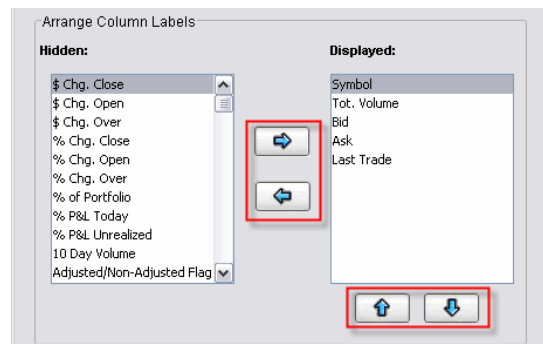 Arrange Column Labels
Hidden:
$ Chg. Close
$ Chg. Open
$ Chg. Over
% Chg. Close
% Chg. Open
% Chg. Over
% of Portfolio
% P&L Today
% P&L Unrealized
10 Day Volume
Adjusted/Non-Adjusted Flag
Displayed:
Symbol
Tot. Volume
Bid
Ask
Last Trade